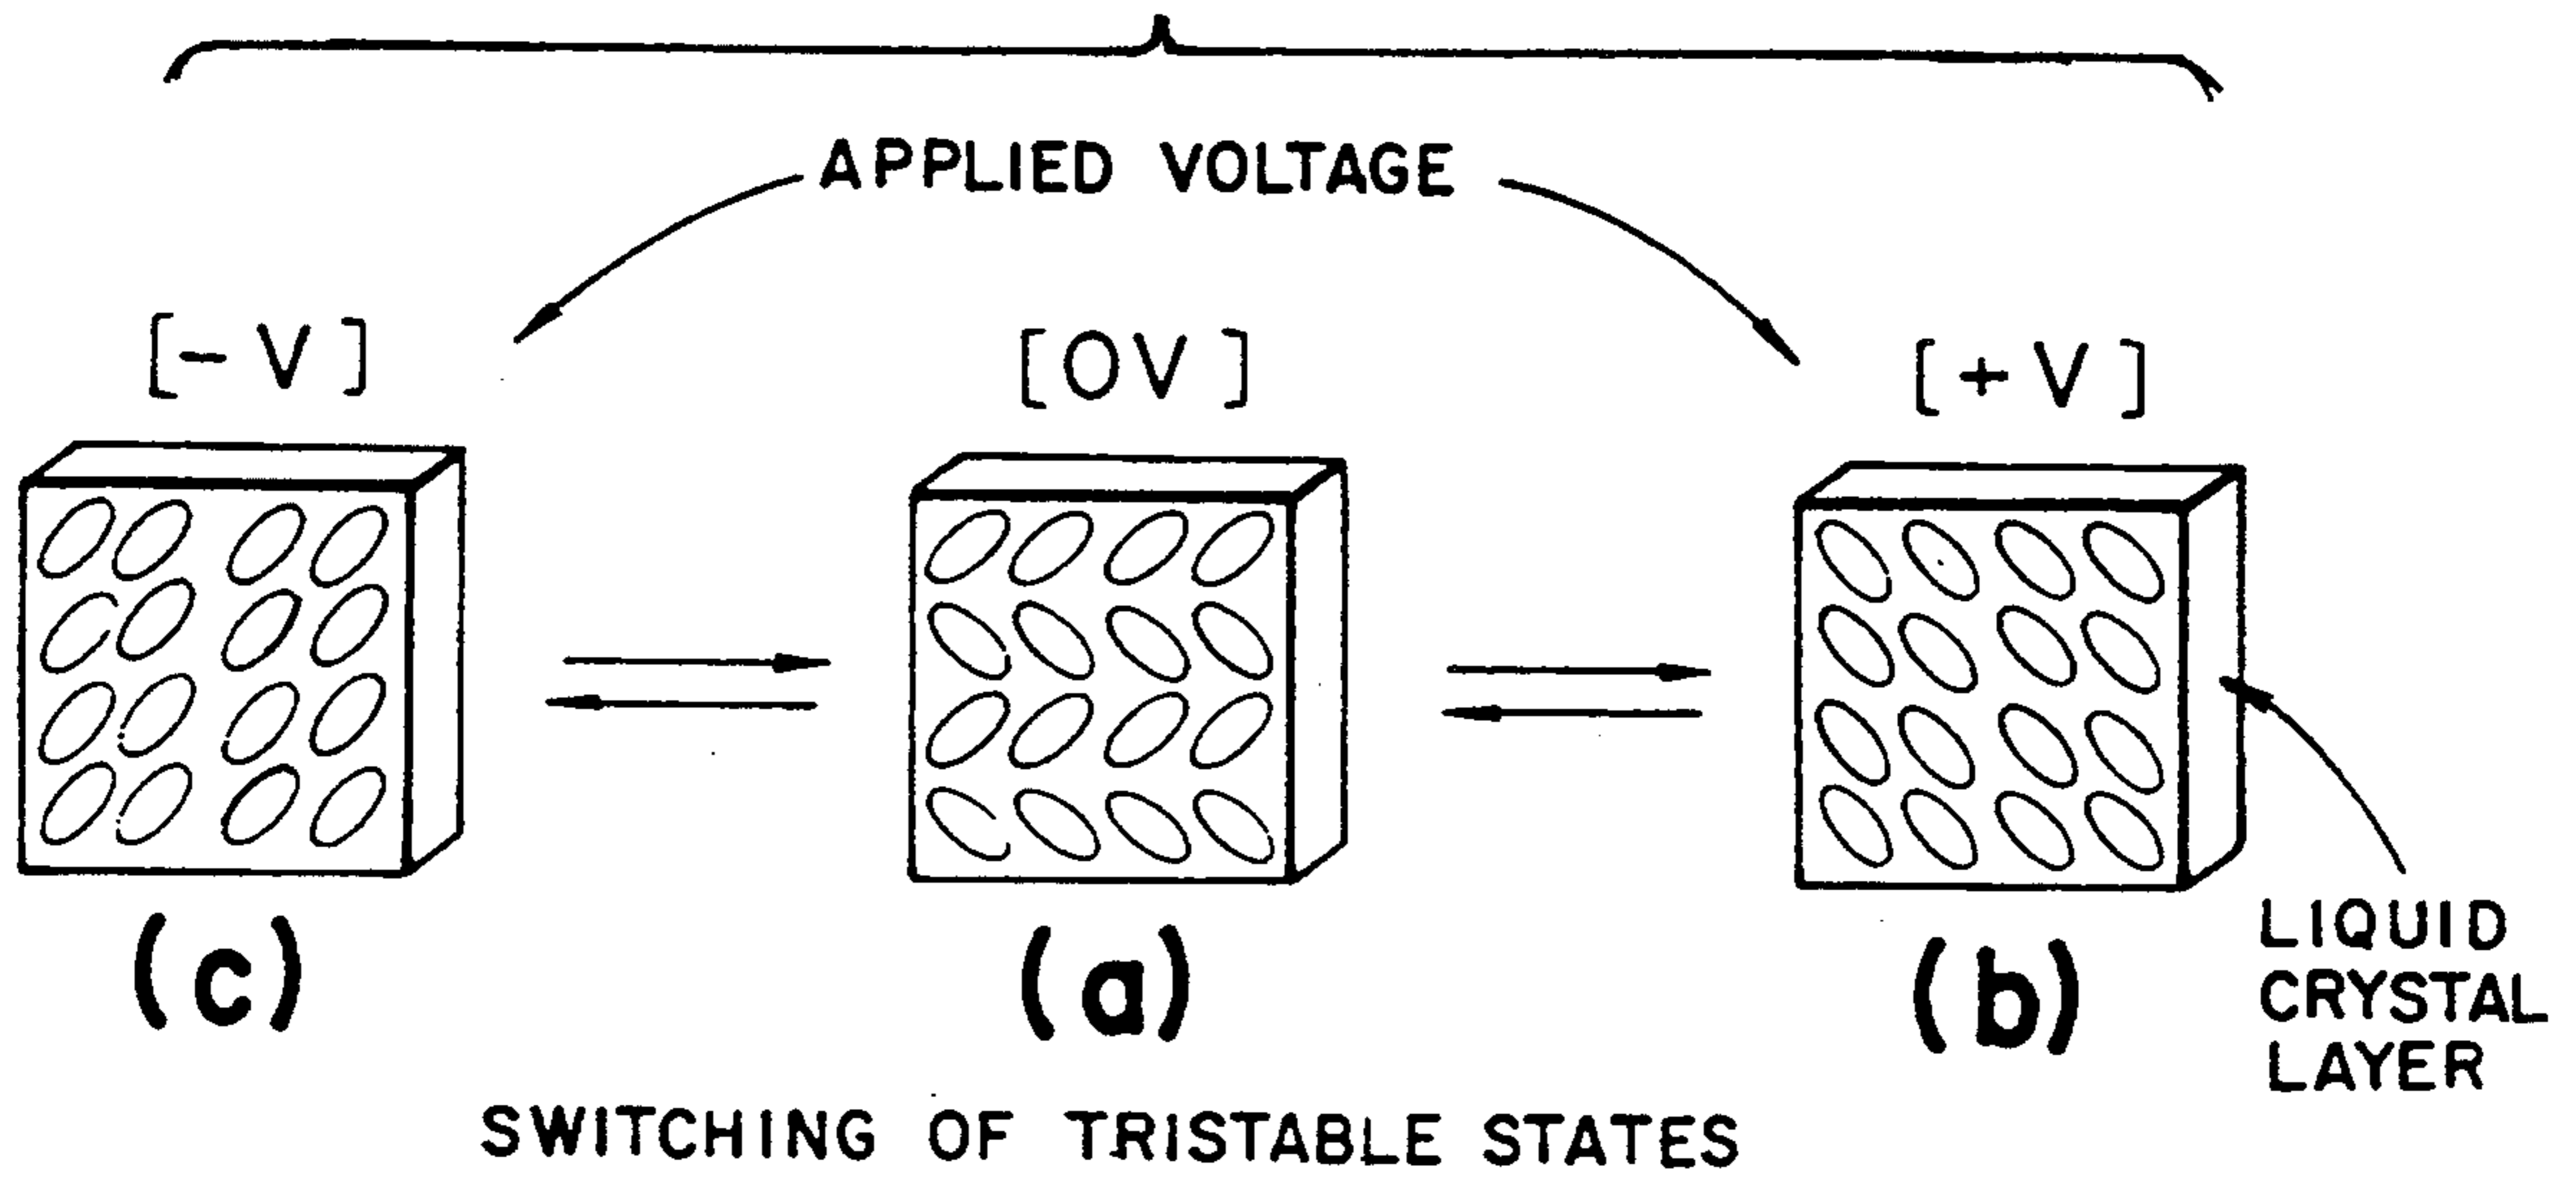 APPLIED VOLTAGE
[- V]
[OV]
[+ V]
(c)
(a)
(b)
LIQUID
CRYSTAL
LAYER
SWITCHING OF TRISTABLE STATES